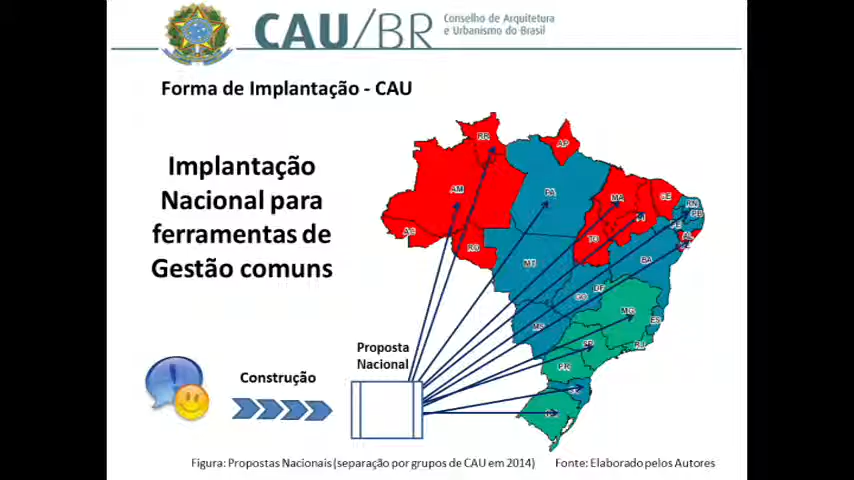 CAU/BR
Conselho de Arquitetura
e Urbanismo do Brasil
Forma de Implantação - CAU
Implantação
Nacional para
ferramentas de
Gestão comuns
RR
AP
AM
PA
MA
CE
RN
PB
PE
AL
AC
RO
TO
PI
MT
BA
DF
GO
MG
ES
MS
SP
RJ
PR
Proposta
Nacional
Construção
Figura: Propostas Nacionais (separação por grupos de CAU em 2014) Fonte: Elaborado pelos Autores